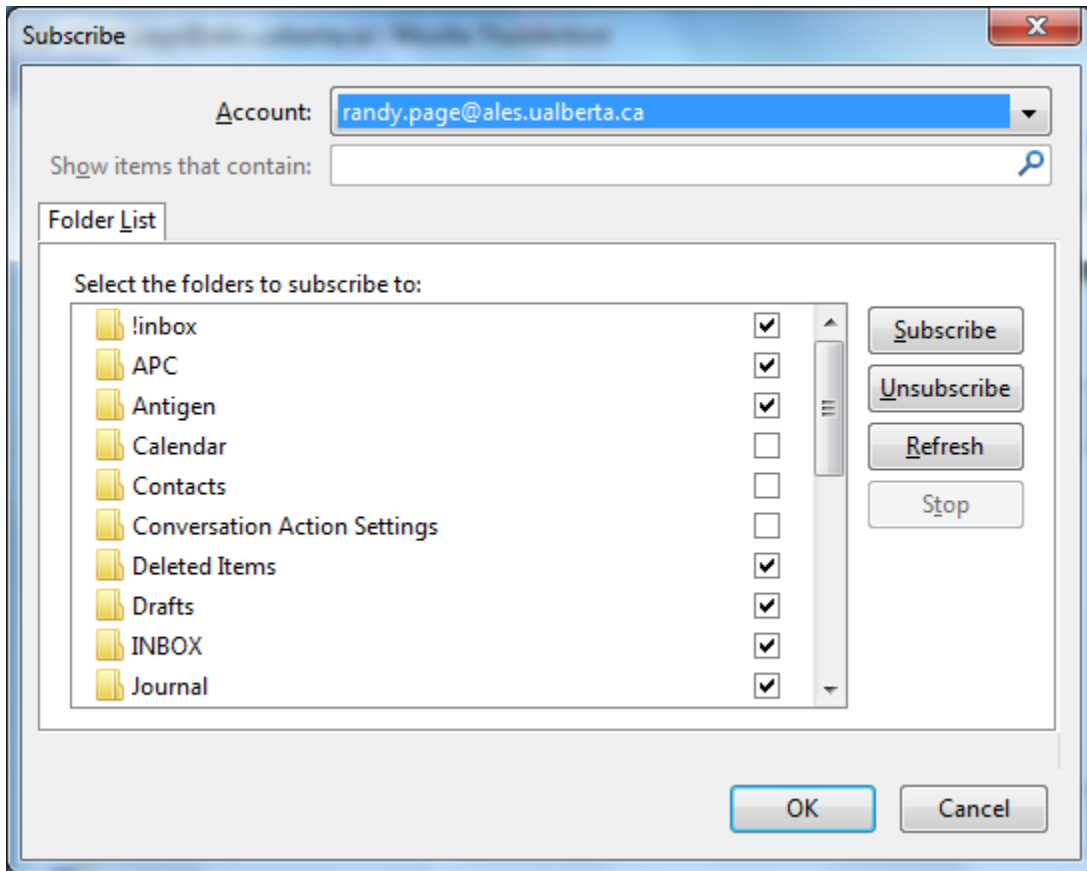 Subscribe
Account: randy.page@ales.ualberta.ca
Show items that contain:
Folder List
Select the folders to subscribe to:
!inbox
APC
Antigen
Calendar
Contacts
Conversation Action Settings
Deleted Items
Drafts
INBOX
Journal
Subscribe
Unsubscribe
Refresh
Stop
OK Cancel